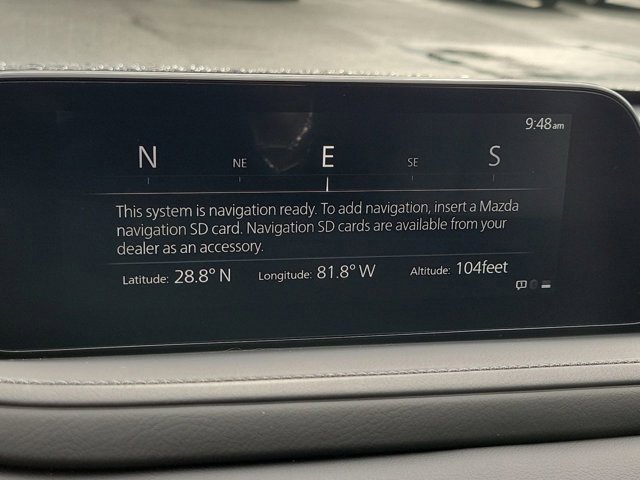 9:48am
N NE E SE S
This system is navigation ready. To add navigation, insert a Mazda
navigation SD card. Navigation SD cards are available from your
dealer as an accessory.
Latitude: 28.8° N Longitude: 81.8° W Altitude: 104feet